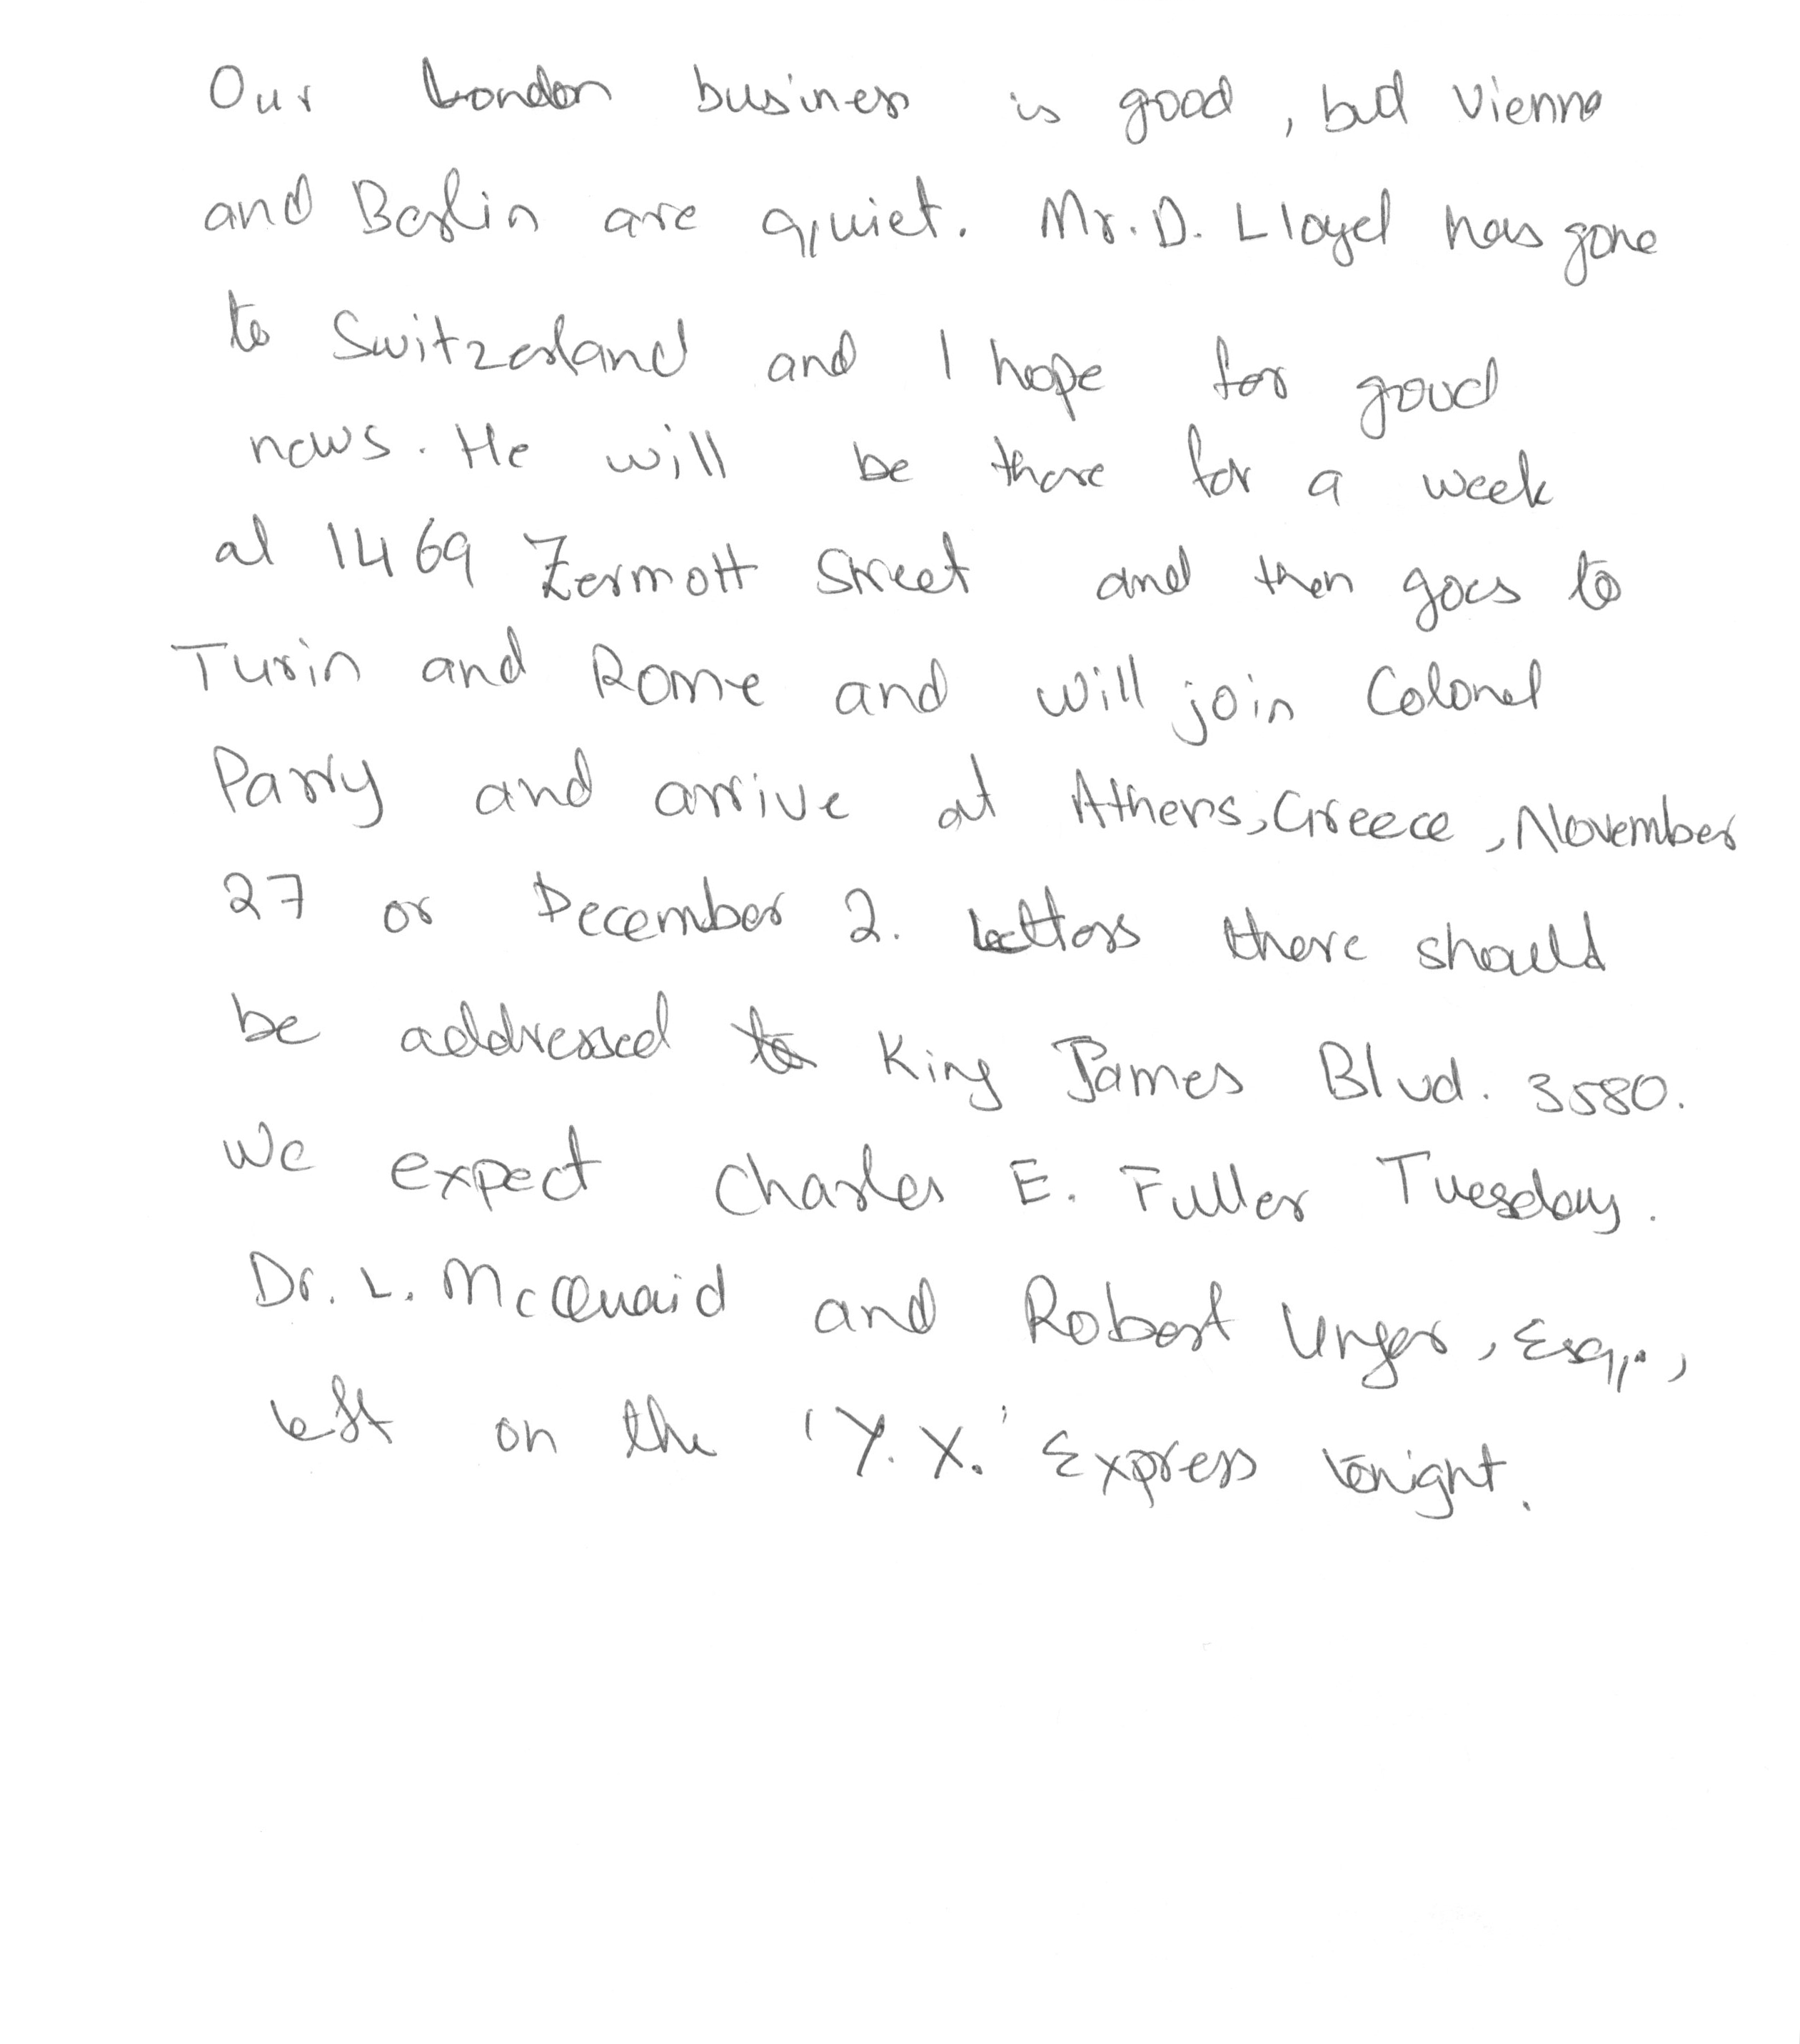 Our London business is good, but Vienna
and Berlin are quiet. Mr. D. Lloyd has gone
to Switzerland and I hope for good
news. He will be there for a week
at 1469 Zermott Street and then goes to
Turin and Rome and will join Colonel
Parry and arrive at Athens, Greece, November
27 or December 2. Letters there should
be addressed to King James Blvd. 3580.
We expect Charles E. Fuller Tuesday.
Dr. L. McQuaid and Robert Unger, Esq.,
left on the 'Y.X.' Express tonight.